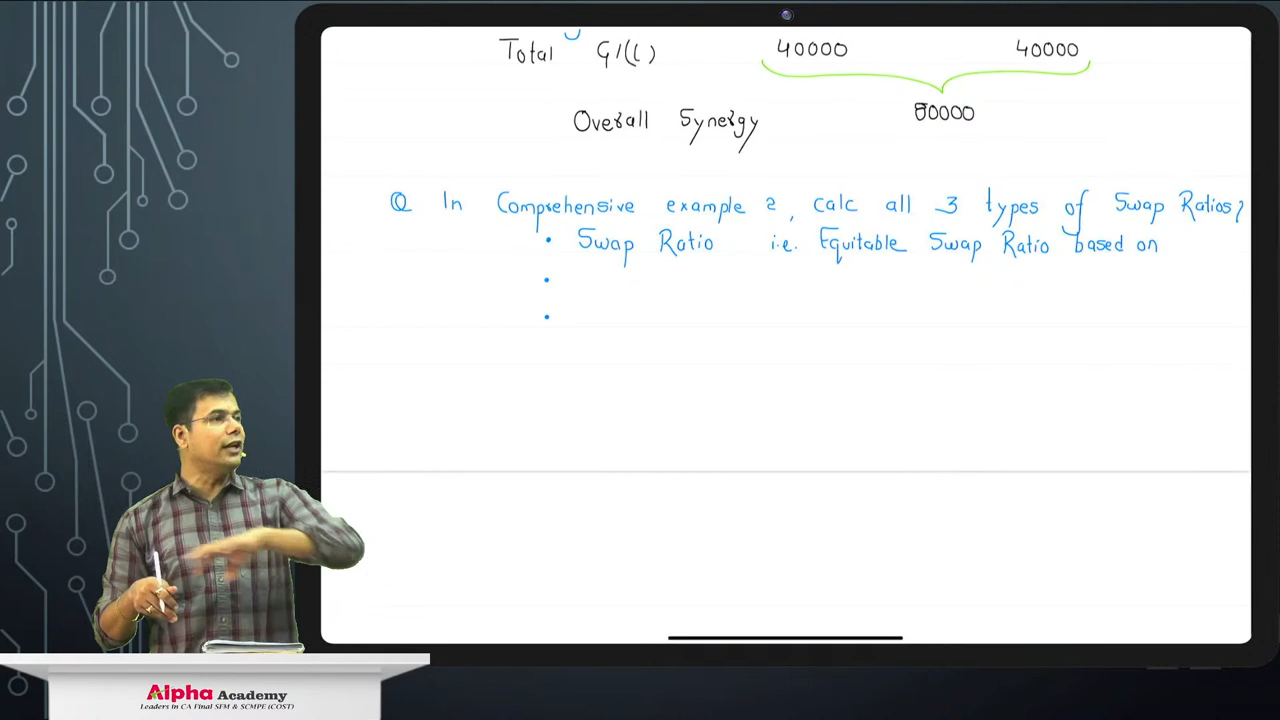 Total G/(L) 40000 40000
Overall Synergy 80000
Q In Comprehensive example 2, calc all 3 types of Swap Ratios?
• Swap Ratio i.e. Equitable Swap Ratio based on
•
•
Alpha Academy
Leaders in CA Final SFM & SCMPE (COST)